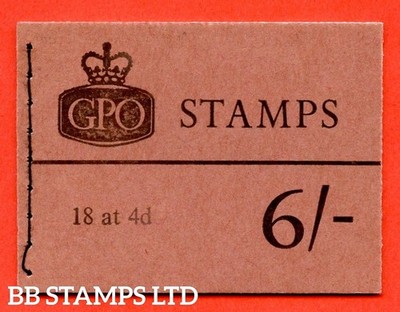 GPO STAMPS
18 at 4d
6/-
BB STAMPS LTD